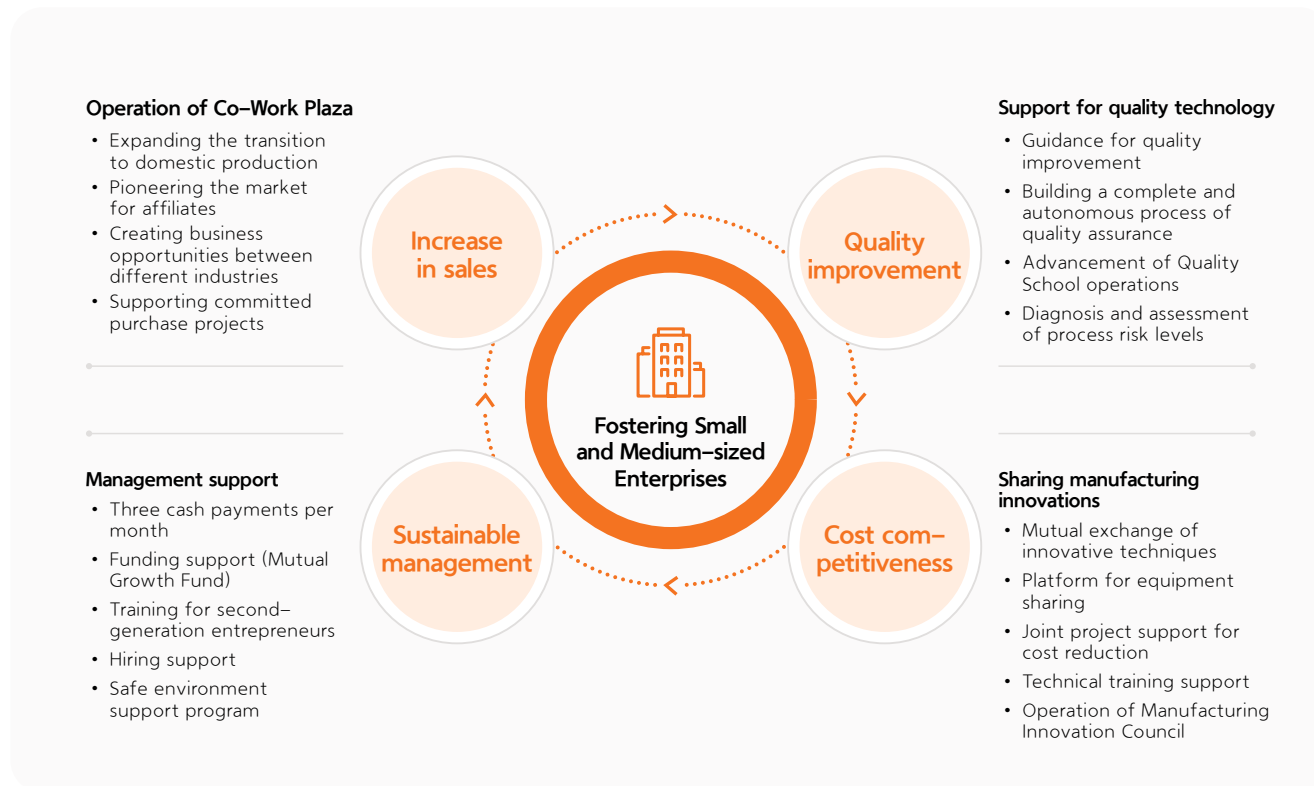 Operation of Co–Work Plaza
• Expanding the transition
to domestic production
• Pioneering the market
for affiliates
• Creating business
opportunities between
different industries
• Supporting committed
purchase projects
Increase
in sales
Quality
improvement
Support for quality technology
• Guidance for quality
improvement
• Building a complete and
autonomous process of
quality assurance
• Advancement of Quality
School operations
• Diagnosis and assessment
of process risk levels
Fostering Small
and Medium–sized
Enterprises
Management support
• Three cash payments per
month
• Funding support (Mutual
Growth Fund)
• Training for second–
generation entrepreneurs
• Hiring support
• Safe environment
support program
Sustainable
management
Cost com–
petitiveness
Sharing manufacturing
innovations
• Mutual exchange of
innovative techniques
• Platform for equipment
sharing
• Joint project support for
cost reduction
• Technical training support
• Operation of Manufacturing
Innovation Council